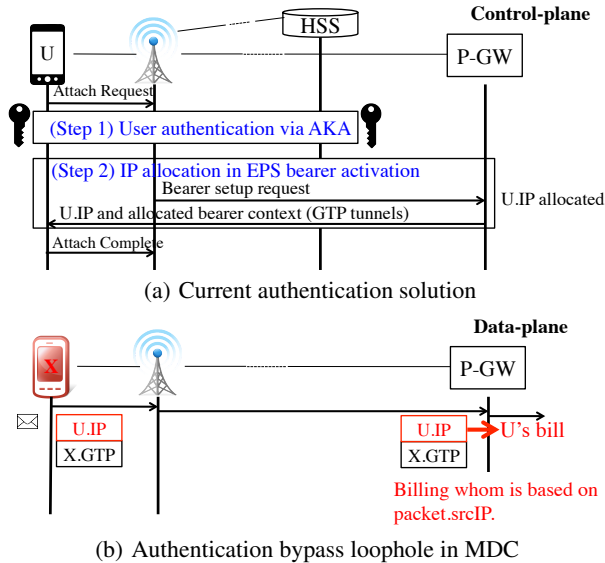 Control-plane
HSS
U
P-GW
Attach Request
(Step 1) User authentication via AKA
(Step 2) IP allocation in EPS bearer activation
Bearer setup request
U.IP allocated
U.IP and allocated bearer context (GTP tunnels)
Attach Complete
(a) Current authentication solution
Data-plane
X
P-GW
U.IP
X.GTP
U.IP
U's bill
X.GTP
Billing whom is based on
packet.srcIP.
(b) Authentication bypass loophole in MDC